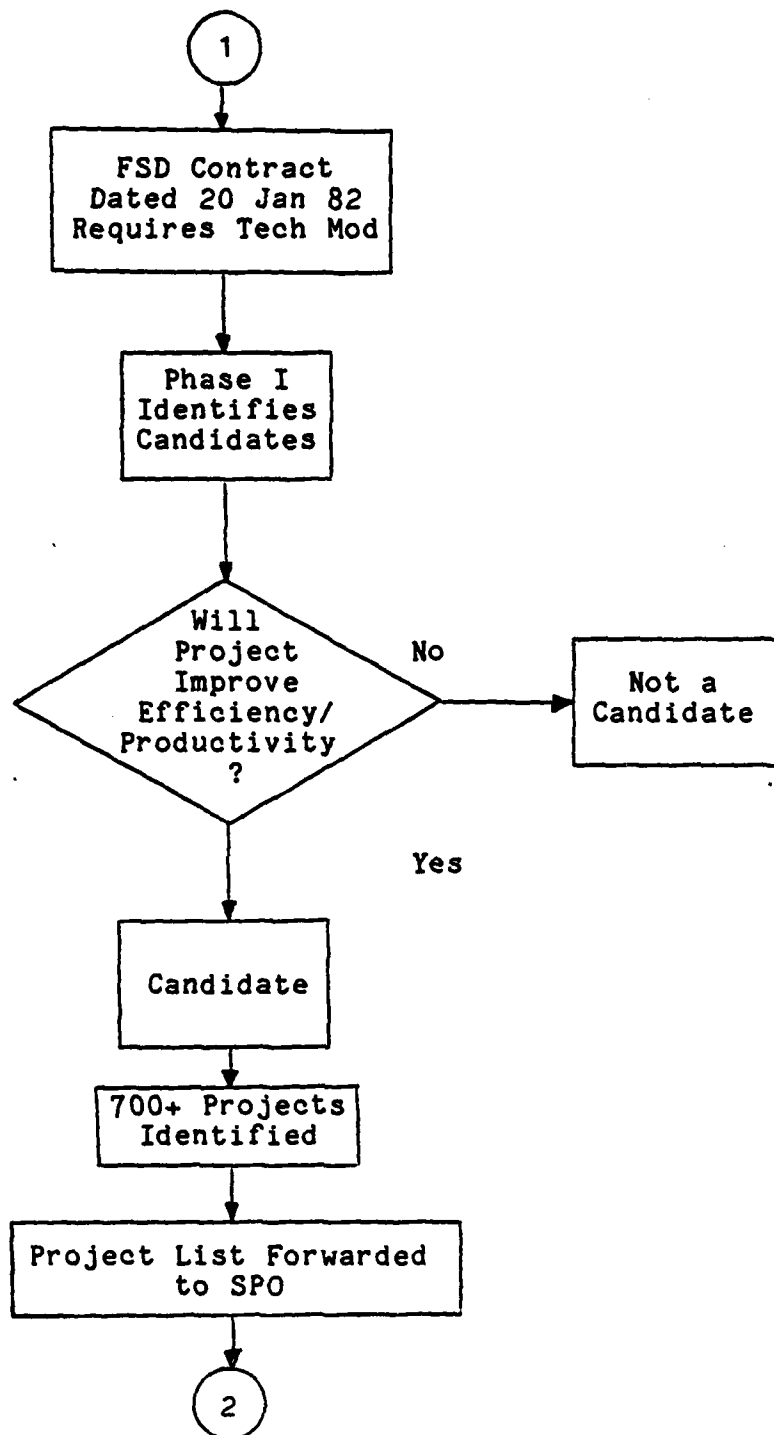 1
FSD Contract
Dated 20 Jan 82
Requires Tech Mod
Phase I
Identifies
Candidates
Will
Project
Improve
Efficiency/
Productivity
?
No
Not a
Candidate
Yes
Candidate
700+ Projects
Identified
Project List Forwarded
to SPO
2